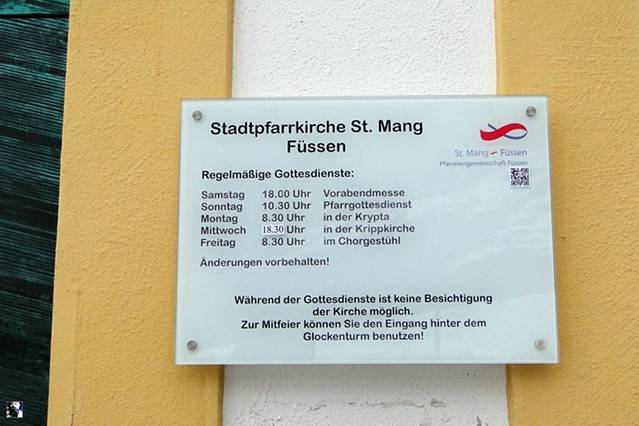 Stadtpfarrkirche St. Mang
Füssen
St. Mang Füssen
Pfarreiengemeinschaft Füssen
Regelmäßige Gottesdienste:
Samstag 18.00 Uhr Vorabendmesse
Sonntag 10.30 Uhr Pfarrgottesdienst
Montag 8.30 Uhr in der Krypta
Mittwoch 18.30 Uhr in der Krippkirche
Freitag 8.30 Uhr im Chorgestühl
Änderungen vorbehalten!
Während der Gottesdienste ist keine Besichtigung
der Kirche möglich.
Zur Mitfeier können Sie den Eingang hinter dem
Glockenturm benutzen!